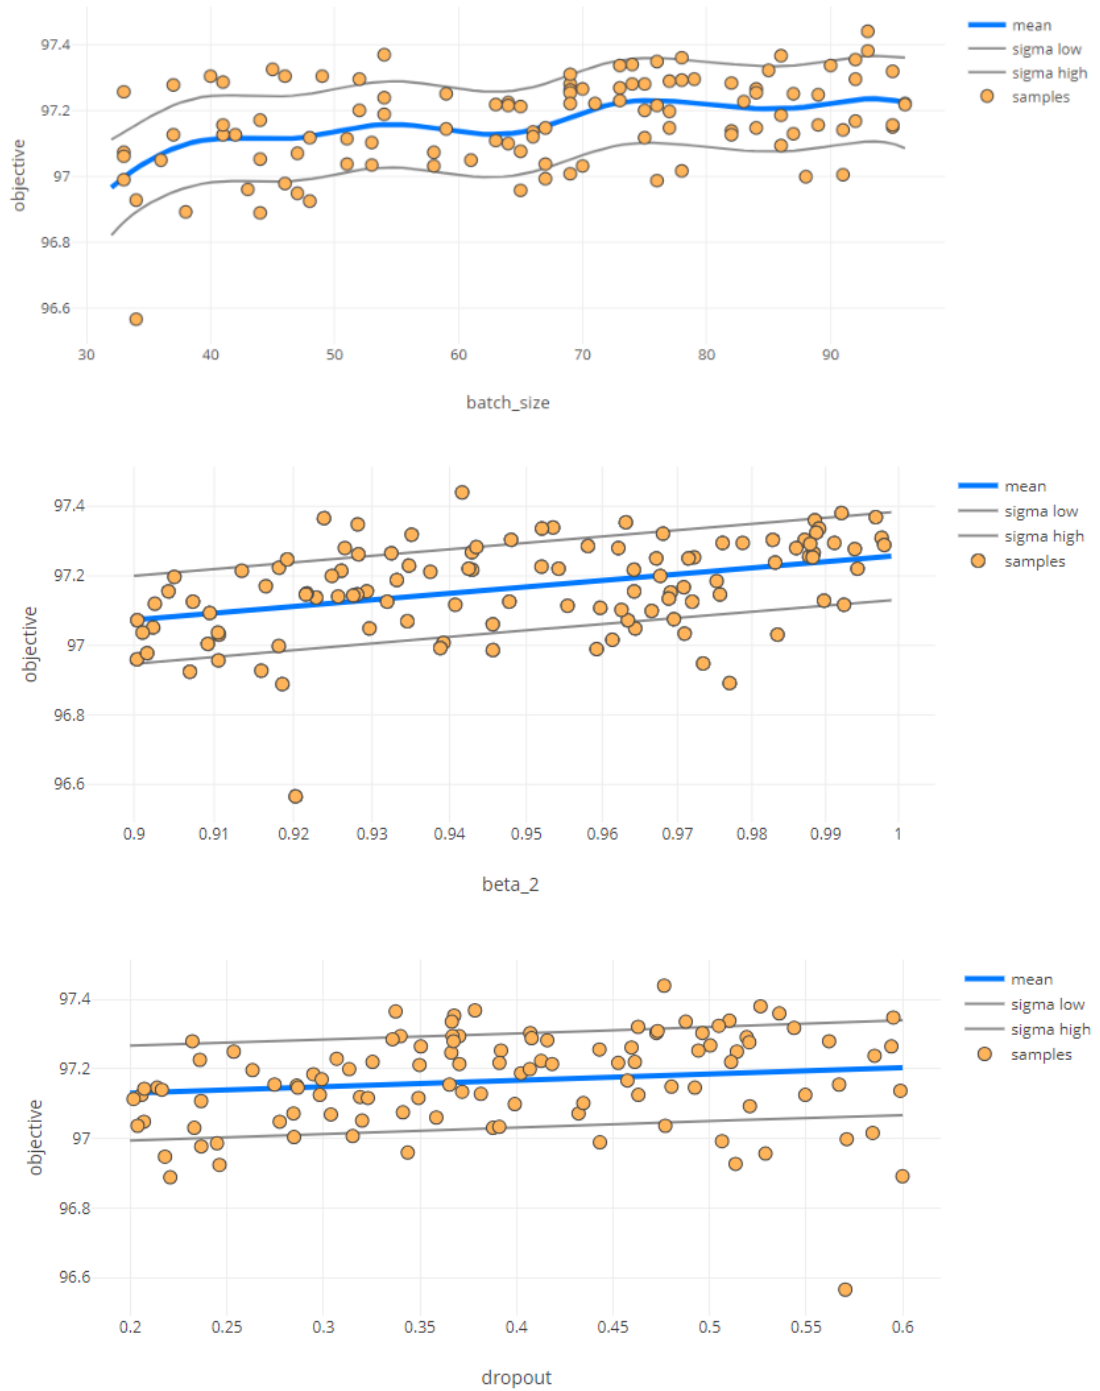 97.4
97.2
97
96.8
96.6
objective
30 40 50 60 70 80 90
batch_size
mean
sigma low
sigma high
samples
97.4
97.2
97
96.8
96.6
objective
0.9 0.91 0.92 0.93 0.94 0.95 0.96 0.97 0.98 0.99 1
beta_2
mean
sigma low
sigma high
samples
97.4
97.2
97
96.8
96.6
objective
0.2 0.25 0.3 0.35 0.4 0.45 0.5 0.55 0.6
dropout
mean
sigma low
sigma high
samples